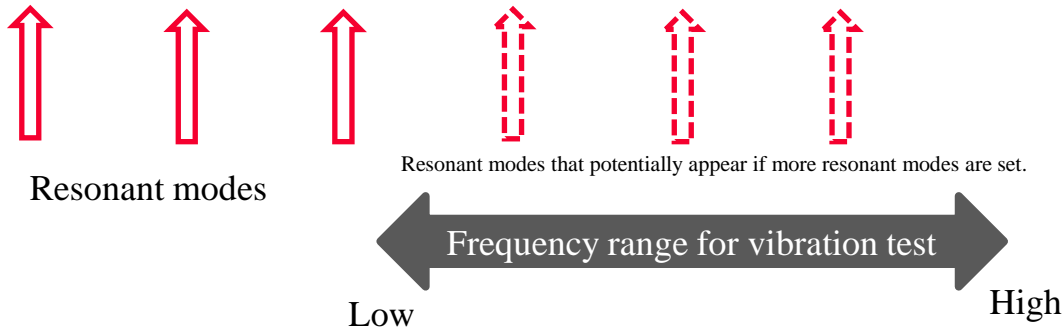 Resonant modes that potentially appear if more resonant modes are set.
Resonant modes
Frequency range for vibration test
Low
High